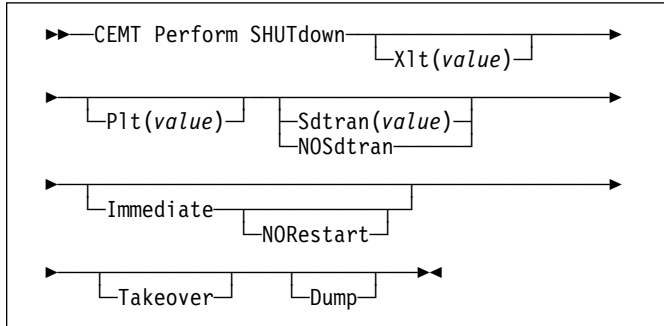 CEMT Perform SHUTdown
Xlt(value)
Plt(value)
Sdtran(value)
NOSdtran
Immediate
NORestart
Takeover
Dump